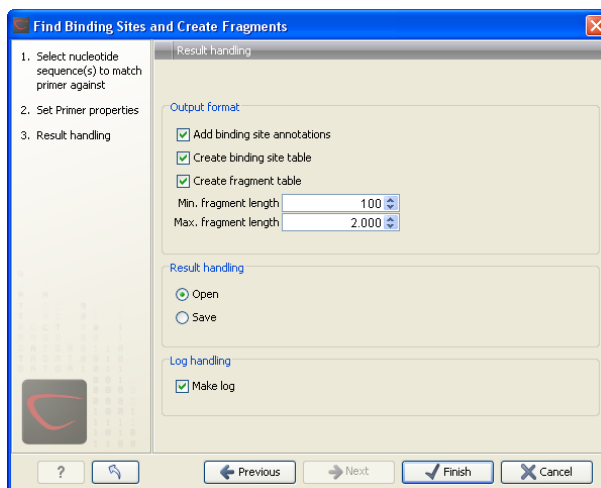 Find Binding Sites and Create Fragments
1. Select nucleotide
sequence(s) to match
primer against
2. Set Primer properties
3. Result handling
Result handling
Output format
Add binding site annotations
Create binding site table
Create fragment table
Min. fragment length 100
Max. fragment length 2.000
Result handling
Open
Save
Log handling
Make log
? Previous Next Finish Cancel